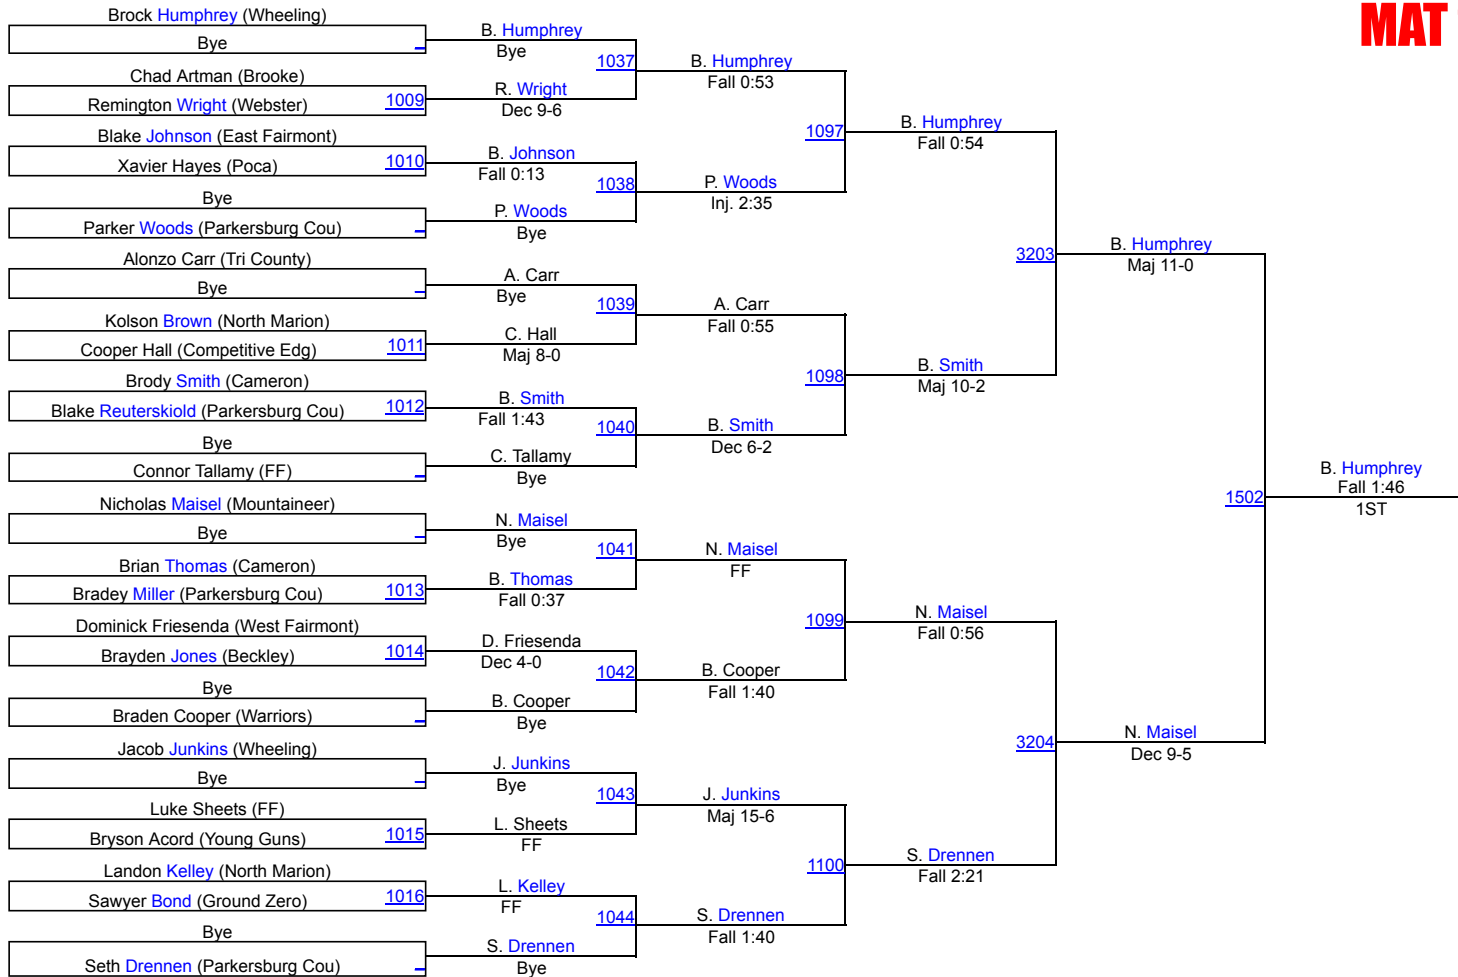 MAT
Brock Humphrey (Wheeling)
Bye
Chad Artman (Brooke)
Remington Wright (Webster)
1009
Blake Johnson (East Fairmont)
Xavier Hayes (Poca)
1010
Bye
Parker Woods (Parkersburg Cou)
Alonzo Carr (Tri County)
Bye
Kolson Brown (North Marion)
Cooper Hall (Competitive Edg)
1011
Brody Smith (Cameron)
Blake Reuterskiold (Parkersburg Cou)
1012
Bye
Connor Tallamy (FF)
Nicholas Maisel (Mountaineer)
Bye
Brian Thomas (Cameron)
Bradey Miller (Parkersburg Cou)
1013
Dominick Friesenda (West Fairmont)
Brayden Jones (Beckley)
1014
Bye
Braden Cooper (Warriors)
Jacob Junkins (Wheeling)
Bye
Luke Sheets (FF)
Bryson Acord (Young Guns)
1015
Landon Kelley (North Marion)
Sawyer Bond (Ground Zero)
1016
Bye
Seth Drennen (Parkersburg Cou)
B. Humphrey
Bye
1037
R. Wright
Dec 9-6
B. Johnson
Fall 0:13
1038
P. Woods
Bye
A. Carr
Bye
1039
C. Hall
Maj 8-0
B. Smith
Fall 1:43
1040
C. Tallamy
Bye
N. Maisel
Bye
1041
B. Thomas
Fall 0:37
D. Friesenda
Dec 4-0
1042
B. Cooper
Bye
J. Junkins
Bye
1043
L. Sheets
FF
L. Kelley
FF
1044
S. Drennen
Bye
B. Humphrey
Fall 0:53
1097
P. Woods
Inj. 2:35
A. Carr
Fall 0:55
1098
B. Smith
Dec 6-2
N. Maisel
FF
1099
B. Cooper
Fall 1:40
J. Junkins
Maj 15-6
1100
S. Drennen
Fall 1:40
B. Humphrey
Fall 0:54
3203
B. Smith
Maj 10-2
N. Maisel
Fall 0:56
3204
S. Drennen
Fall 2:21
B. Humphrey
Maj 11-0
1502
N. Maisel
Dec 9-5
B. Humphrey
Fall 1:46
1ST